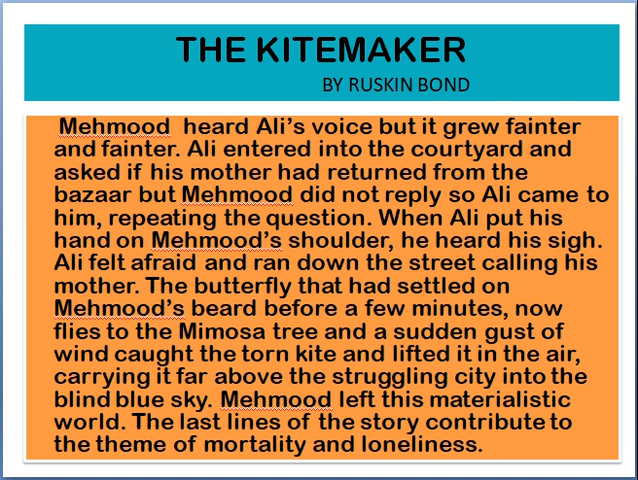 THE KITEMAKER
BY RUSKIN BOND
Mehmood heard Ali's voice but it grew fainter
and fainter. Ali entered into the courtyard and
asked if his mother had returned from the
bazaar but Mehmood did not reply so Ali came to
him, repeating the question. When Ali put his
hand on Mehmood's shoulder, he heard his sigh.
Ali felt afraid and ran down the street calling his
mother. The butterfly that had settled on
Mehmood's beard before a few minutes, now
flies to the Mimosa tree and a sudden gust of
wind caught the torn kite and lifted it in the air,
carrying it far above the struggling city into the
blind blue sky. Mehmood left this materialistic
world. The last lines of the story contribute to
the theme of mortality and loneliness.